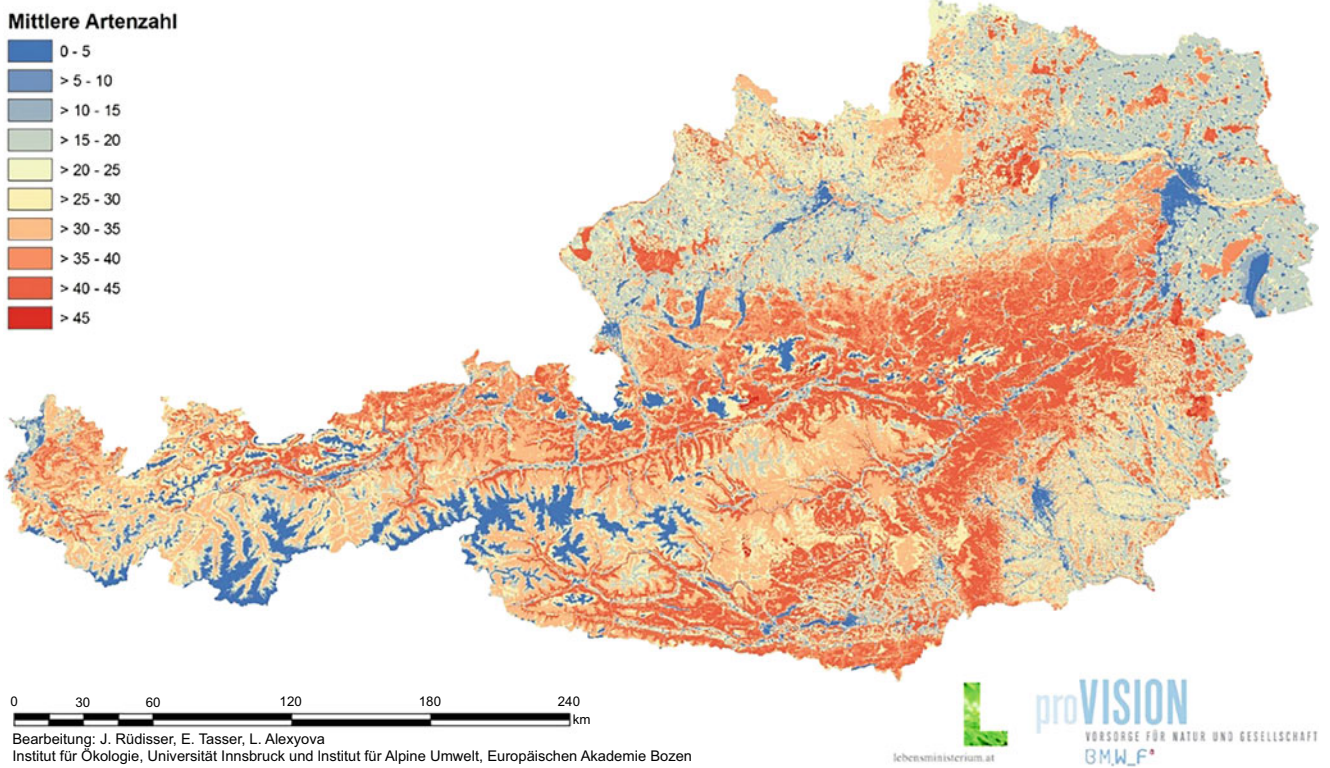 Mittlere Artenzahl
0 - 5
> 5 - 10
> 10 - 15
> 15 - 20
> 20 - 25
> 25 - 30
> 30 - 35
> 35 - 40
> 40 - 45
> 45
0 30 60 120 180 240
km
Bearbeitung: J. Rüdisser, E. Tasser, L. Alexyova
Institut für Ökologie, Universität Innsbruck und Institut für Alpine Umwelt, Europäischen Akademie Bozen
L
lebensministerium.at
proVISION
VORSORGE FÜR NATUR UND GESELLSCHAFT
BM.W_Fª